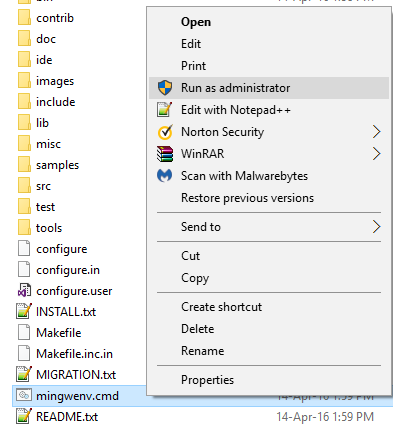 contrib
doc
ide
images
include
lib
misc
samples
src
test
tools
configure
configure.in
configure.user
INSTALL.txt
Makefile
Makefile.inc.in
MIGRATION.txt
mingwenv.cmd 14-Apr-16 1:59 PM
README.txt 14-Apr-16 1:59 PM
Open
Edit
Print
Run as administrator
Edit with Notepad++
Norton Security
WinRAR
Scan with Malwarebytes
Restore previous versions
Send to
Cut
Copy
Create shortcut
Delete
Rename
Properties